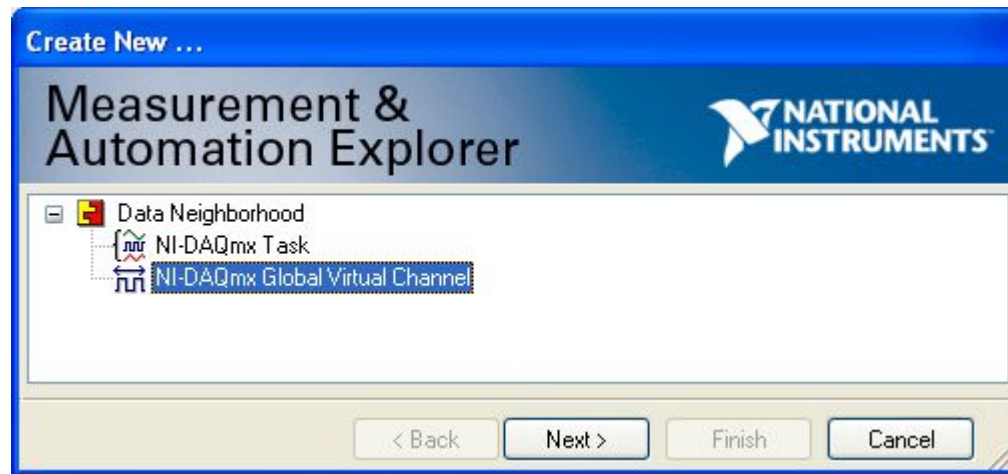 Create New ...
Measurement &
Automation Explorer
NATIONAL
INSTRUMENTS
Data Neighborhood
NI-DAQmx Task
NI-DAQmx Global Virtual Channel
< Back Next > Finish Cancel